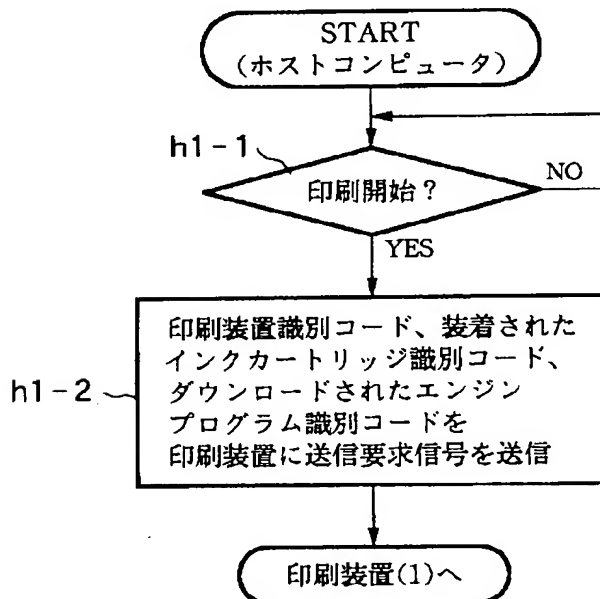 START
(ホストコンピュータ)
h1-1
印刷開始?
NO
YES
印刷装置識別コード、装着された
インクカートリッジ識別コード、
ダウンロードされたエンジン
プログラム識別コードを
印刷装置に送信要求信号を送信
h1-2
印刷装置(1)へ